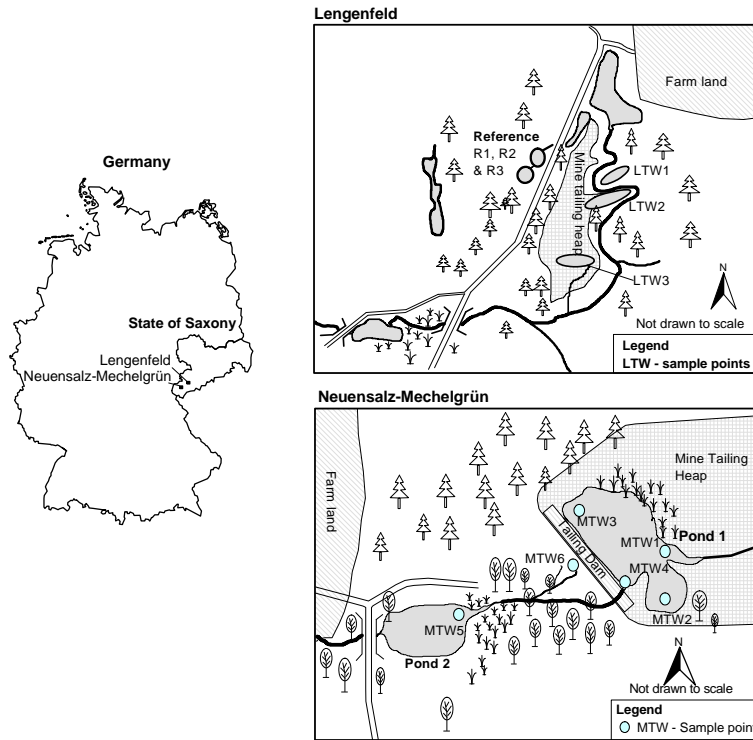 Germany
State of Saxony
Lengenfeld
Neuensalz-Mechelgrün
Lengenfeld
Farm land
Reference
R1, R2
& R3
Mine tailing heap
LTW1
LTW2
LTW3
N
Not drawn to scale
Legend
LTW - sample points
Neuensalz-Mechelgrün
Farm land
Mine Tailing
Heap
MTW3
Tailing Dam
MTW1
Pond 1
MTW6
MTW4
MTW2
MTW5
Pond 2
N
Not drawn to scale
Legend
MTW - Sample point